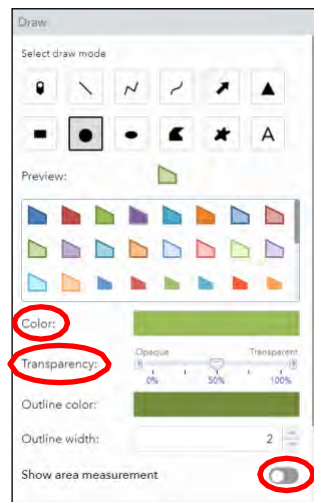 Draw
Select draw mode
A
Preview:
Color:
Opaque Transparent
Transparency:
0% 50% 100%
Outline color:
Outline width: 2
Show area measurement